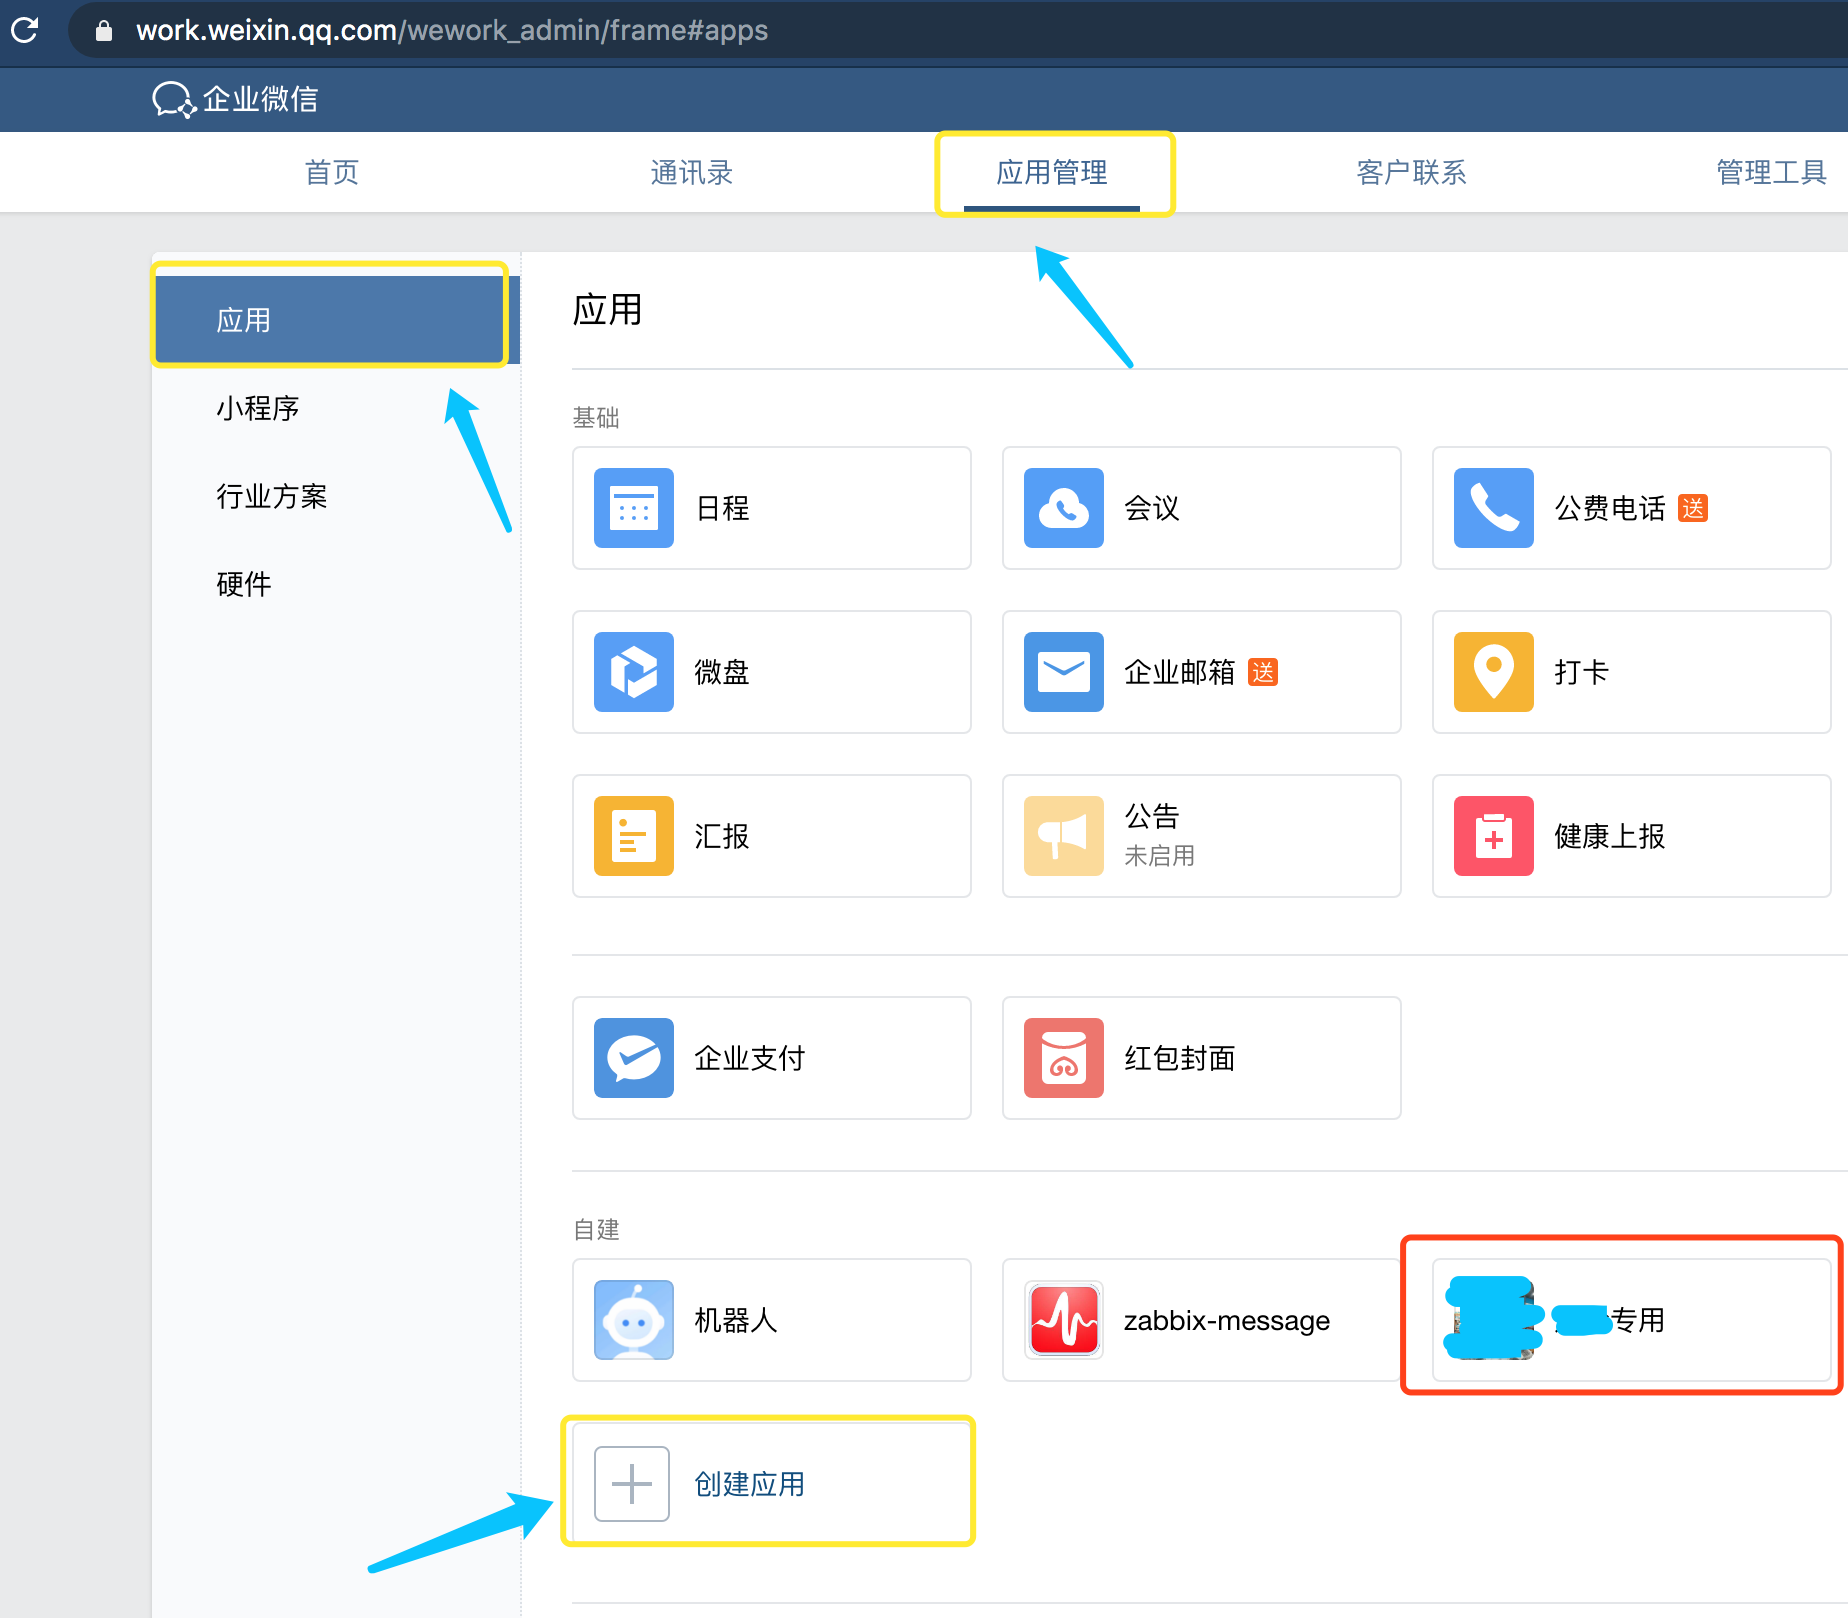 work.weixin.qq.com/wework_admin/frame#apps
企业微信
首页 通讯录 应用管理 客户联系 管理工具
应用
小程序
行业方案
硬件
应用
基础
日程 会议 公费电话 送
微盘 企业邮箱 送 打卡
汇报 公告 健康上报
未启用
企业支付 红包封面
自建
机器人 zabbix-message 专用
创建应用